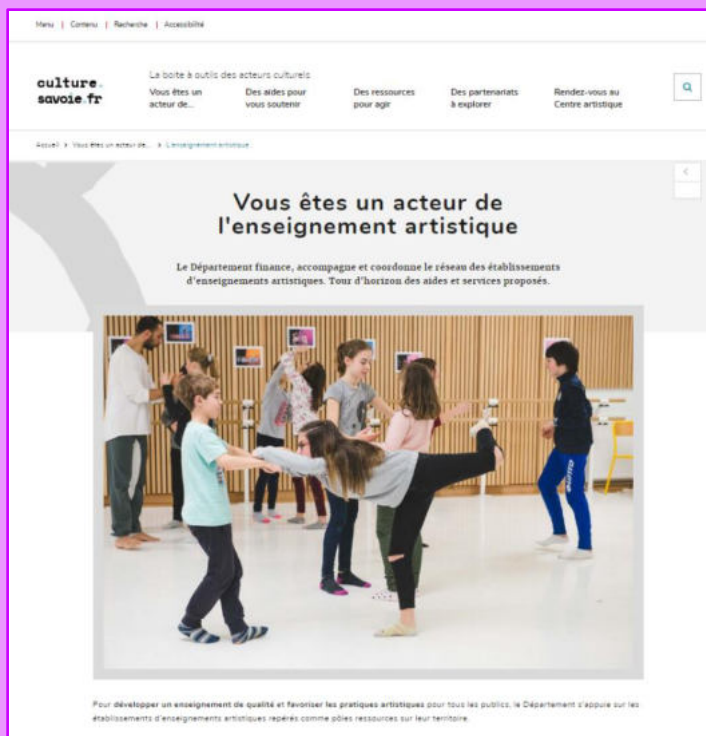 Menu | Contenu | Recherche | Accessibilité
culture.
savoie.fr
La boite à outils des acteurs culturels
Vous êtes un
acteur de...
Des aides pour
vous soutenir
Des ressources
pour agir
Des partenariats
à explorer
Rendez-vous au
Centre artistique
Accueil > Vous êtes un acteur de... > L'enseignement artistique
Vous êtes un acteur de
l'enseignement artistique
Le Département finance, accompagne et coordonne le réseau des établissements
d'enseignements artistiques. Tour d'horizon des aides et services proposés.
Pour développer un enseignement de qualité et favoriser les pratiques artistiques pour tous les publics, le Département s'appuie sur les
établissements d'enseignements artistiques repérés comme pôles ressources sur leur territoire.